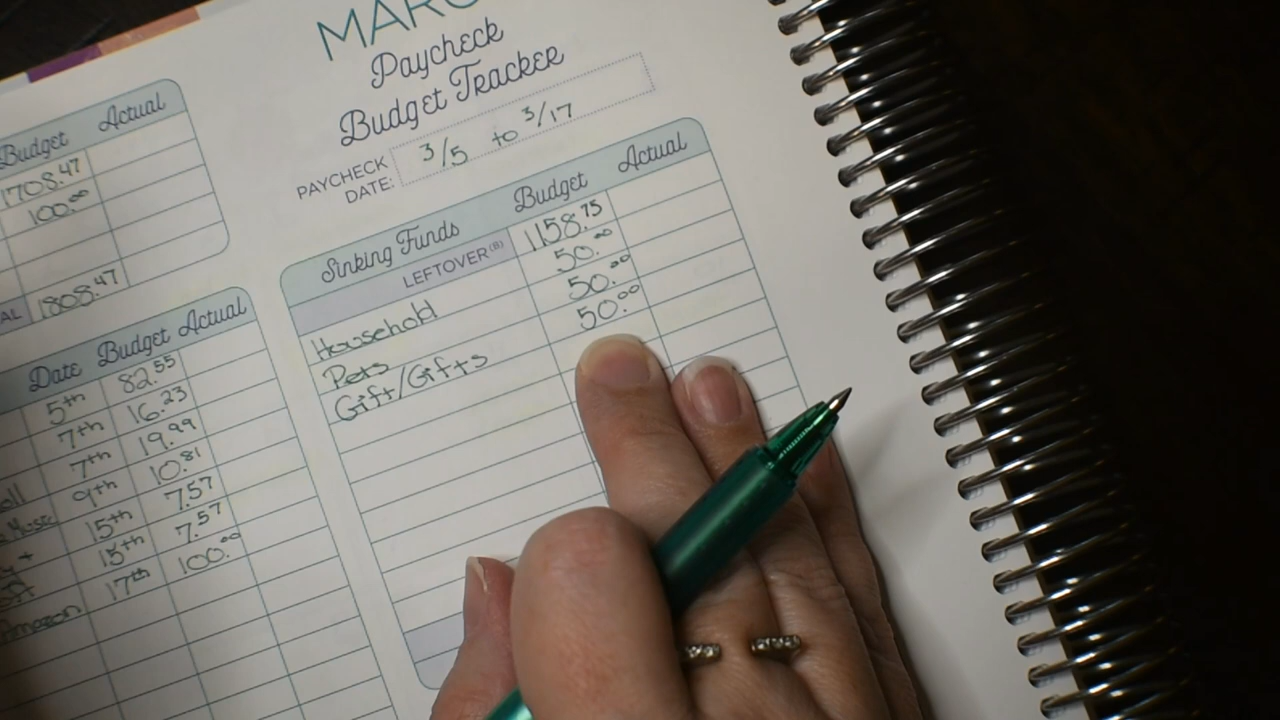 MARC
Paycheck
Budget Tracker
PAYCHECK DATE: 3/5 to 3/17
Budget Actual
1708.47
100.00
AL 1808.47
Date Budget Actual
5th 82.55
7th 16.23
7th 19.99
9th 10.81
15th 7.57
15th 7.57
Amazon 17th 100.00
Sinking Funds Budget Actual
LEFTOVER (B) 1158.75
Household 50.00
Pets 50.00
Gift/Gifts 50.00